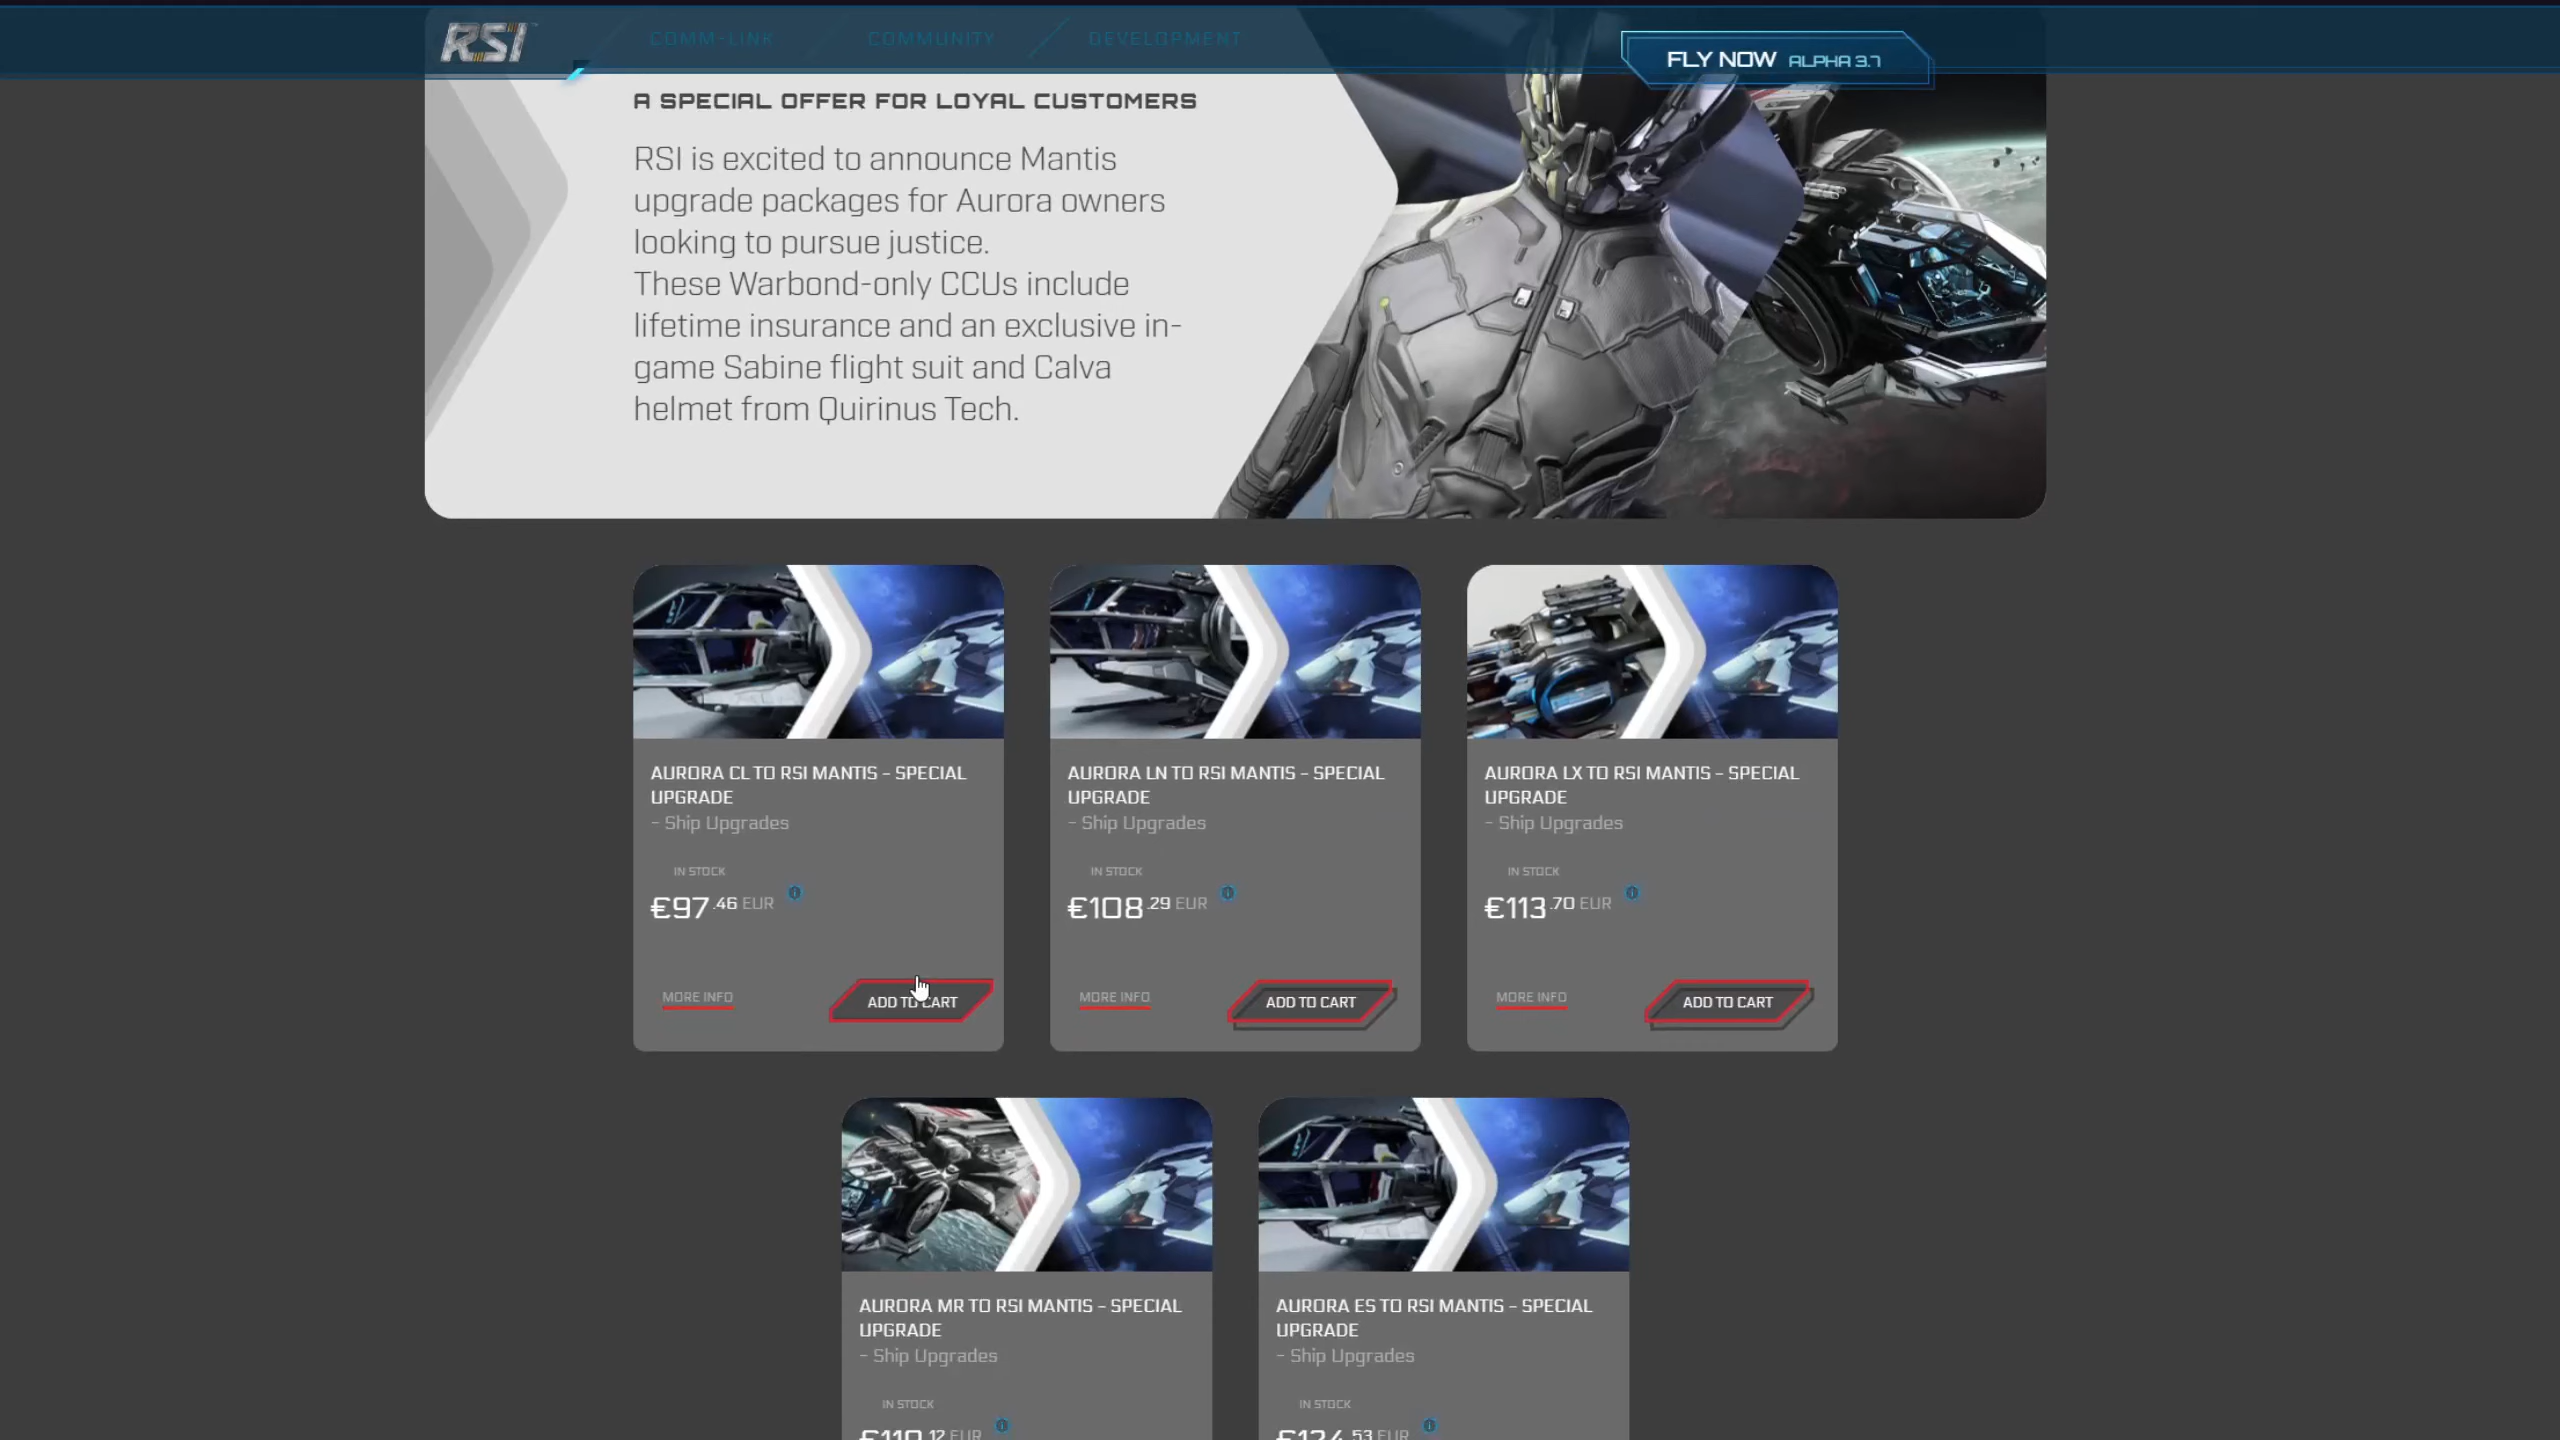 RSI
COMM-LINK COMMUNITY DEVELOPMENT
FLY NOW ALPHA 3.7
A SPECIAL OFFER FOR LOYAL CUSTOMERS
RSI is excited to announce Mantis
upgrade packages for Aurora owners
looking to pursue justice.
These Warbond-only CCUs include
lifetime insurance and an exclusive in-
game Sabine flight suit and Calva
helmet from Quirinus Tech.
AURORA CL TO RSI MANTIS - SPECIAL
UPGRADE
- Ship Upgrades
IN STOCK
€97.46 EUR
MORE INFO
ADD TO CART
AURORA LN TO RSI MANTIS - SPECIAL
UPGRADE
- Ship Upgrades
IN STOCK
€108.29 EUR
MORE INFO
ADD TO CART
AURORA LX TO RSI MANTIS - SPECIAL
UPGRADE
- Ship Upgrades
IN STOCK
€113.70 EUR
MORE INFO
ADD TO CART
AURORA MR TO RSI MANTIS - SPECIAL
UPGRADE
- Ship Upgrades
IN STOCK
EUR
AURORA ES TO RSI MANTIS - SPECIAL
UPGRADE
- Ship Upgrades
IN STOCK
EUR